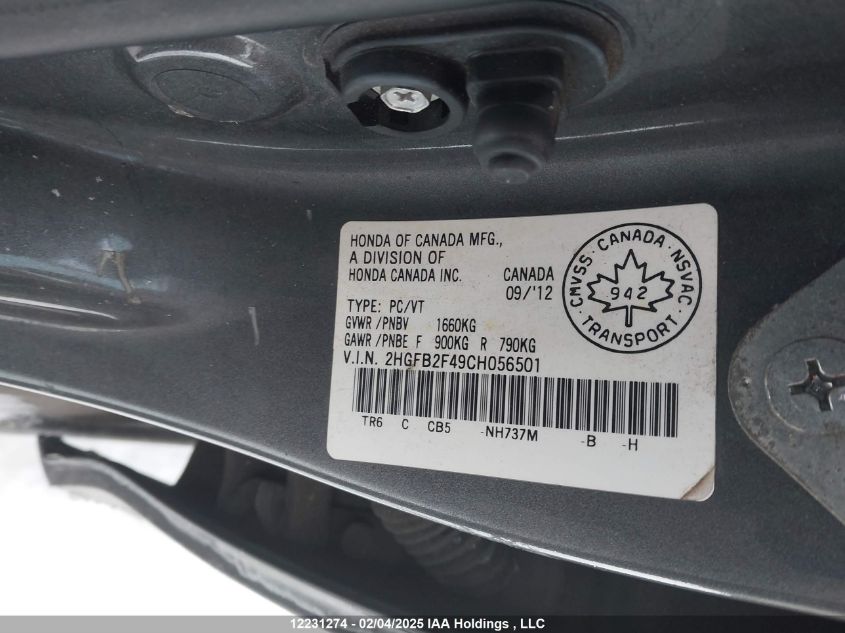 HONDA OF CANADA MFG.,
A DIVISION OF
HONDA CANADA INC. CANADA
09/'12
TYPE: PC/VT
GVWR/PNBV 1660KG
GAWR/PNBE F 900KG R 790KG
V.I.N. 2HGFB2F49CH056501
TR6 C CB5 -NH737M -B -H
CMVSS · CANADA · NSVAC
942
TRANSPORT
12231274 - 02/04/2025 IAA Holdings , LLC